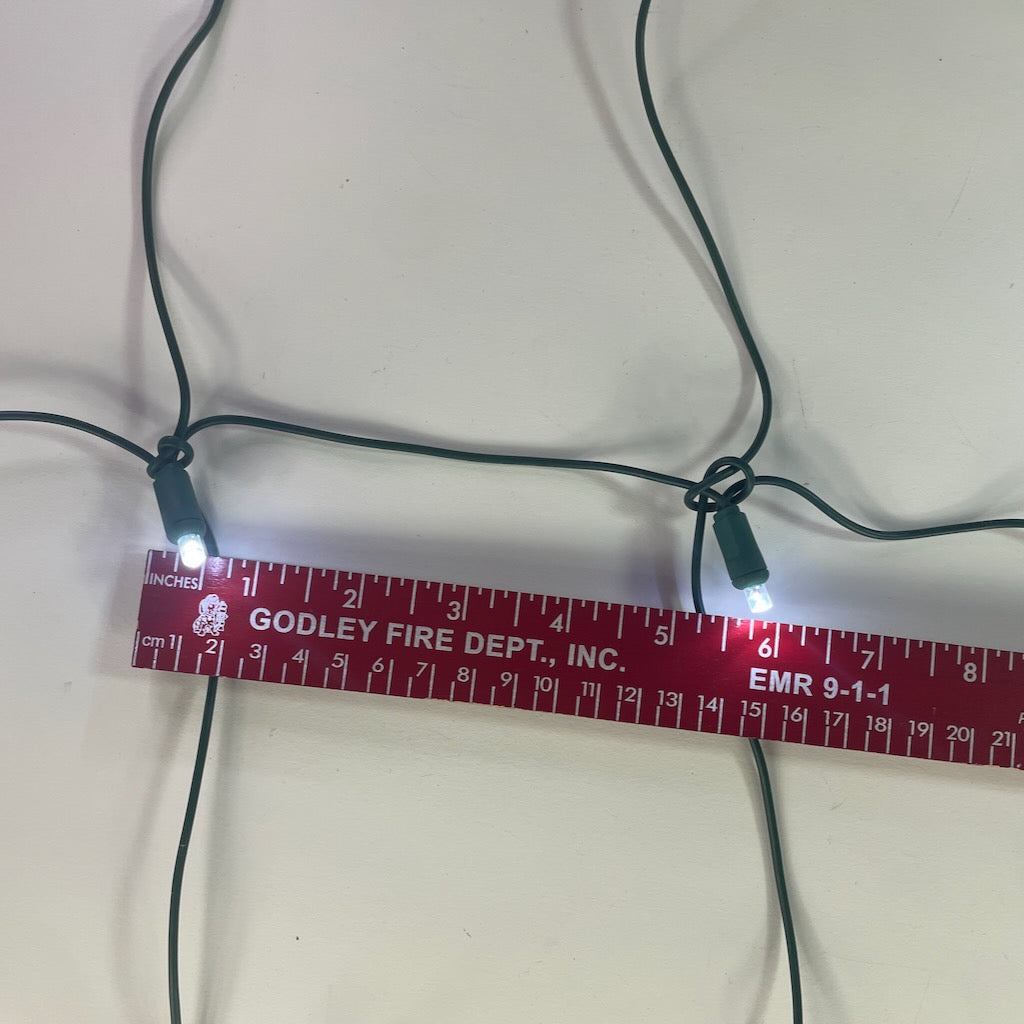 INCHES 1 2 3 4 5 6 7 8
GODLEY FIRE DEPT., INC.
EMR 9-1-1
cm 1 2 3 4 5 6 7 8 9 10 11 12 13 14 15 16 17 18 19 20 21